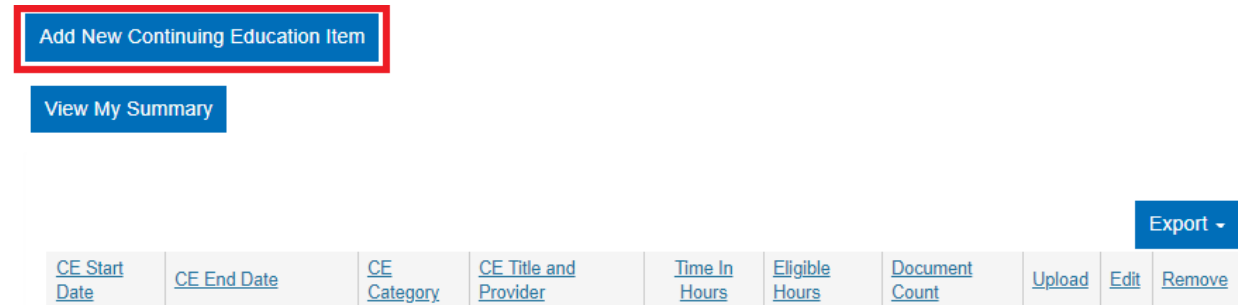 Add New Continuing Education Item
View My Summary
Export
CE Start Date
CE End Date
CE Category
CE Title and Provider
Time In Hours
Eligible Hours
Document Count
Upload
Edit
Remove